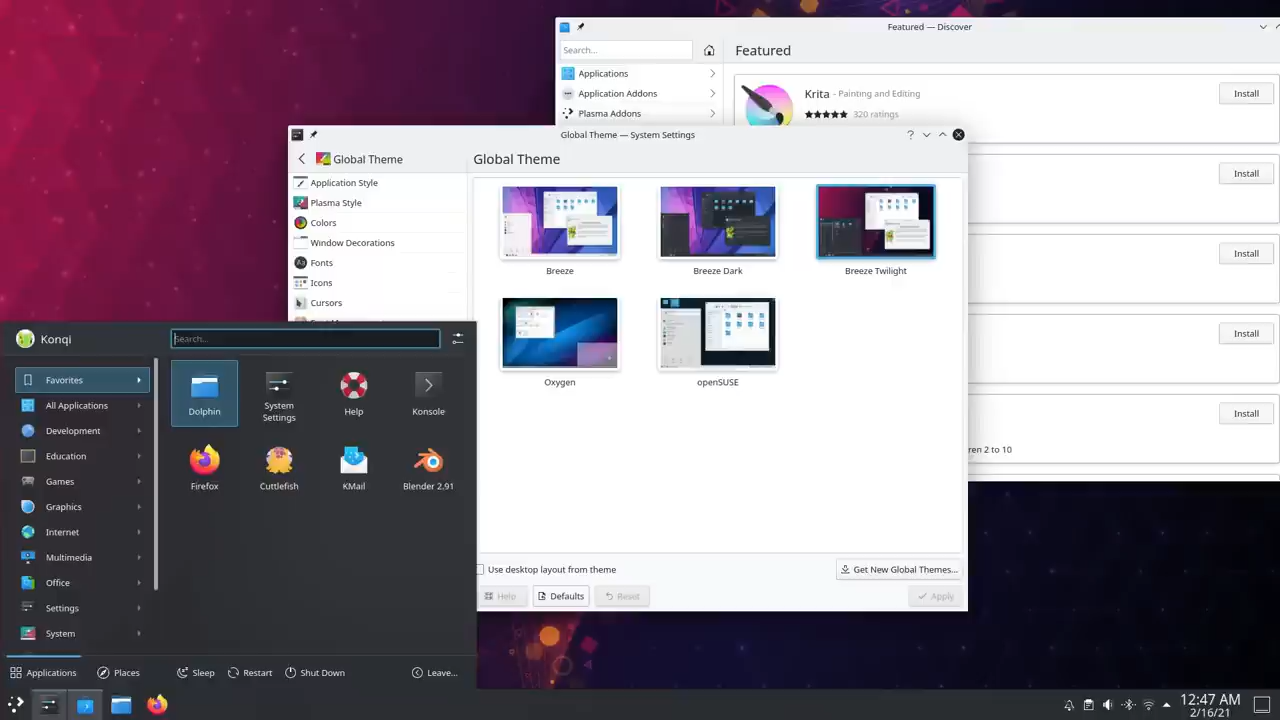 Featured — Discover
Search...
Featured
Applications
Application Addons
Plasma Addons
Krita - Painting and Editing
320 ratings
Install
Install
Install
Install
Install
ren 2 to 10
Global Theme — System Settings
Global Theme
Global Theme
Application Style
Plasma Style
Colors
Window Decorations
Fonts
Icons
Cursors
Breeze
Breeze Dark
Breeze Twilight
Oxygen
openSUSE
Use desktop layout from theme
Get New Global Themes...
Help
Defaults
Reset
Apply
Konqi
Search...
Favorites
All Applications
Development
Education
Games
Graphics
Internet
Multimedia
Office
Settings
System
Dolphin
System
Settings
Help
Konsole
Firefox
Cuttlefish
KMail
Blender 2.91
Applications
Places
Sleep
Restart
Shut Down
Leave...
12:47 AM
2/16/21